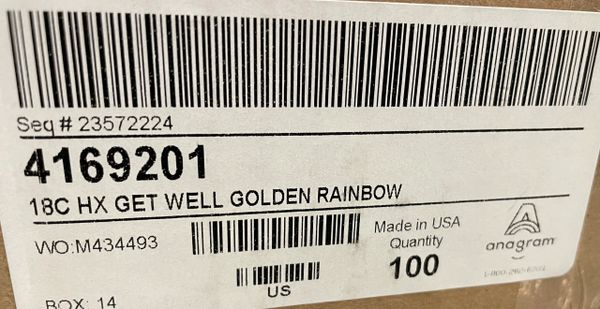 Seq # 23572224
4169201
18C HX GET WELL GOLDEN RAINBOW
WO:M434493
Made in USA
Quantity
100
anagram
US
BOX: 14